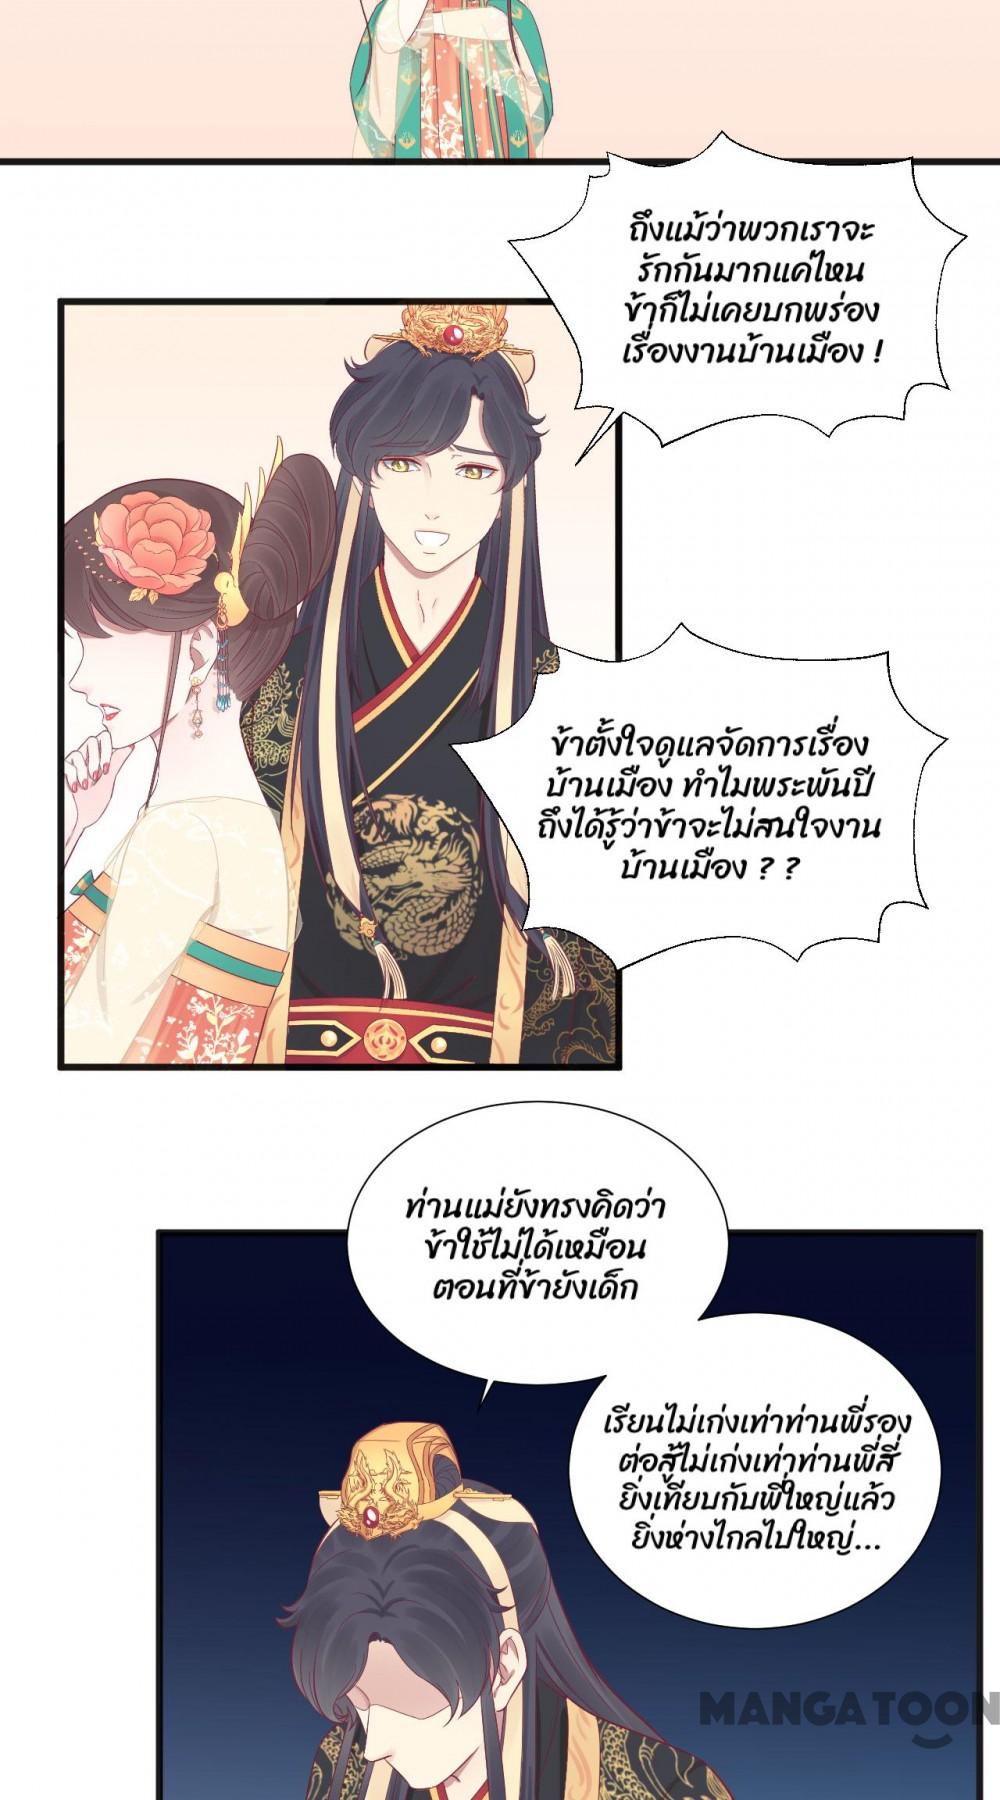 ถึงแม้ว่าพวกเราจะ
รักกันมากแค่ไหน
ข้าก็ไม่เคยบกพร่อง
เรื่องงานบ้านเมือง !
ข้าตั้งใจดูแลจัดการเรื่อง
บ้านเมือง ทำไมพระพันปี
ถึงได้รู้ว่าข้าจะไม่สนใจงาน
บ้านเมือง ? ?
ท่านแม่ยังทรงคิดว่า
ข้าใช้ไม่ได้เหมือน
ตอนที่ข้ายังเด็ก
เรียนไม่เก่งเท่าท่านพี่รอง
ต่อสู้ไม่เก่งเท่าท่านพี่สี่
ยิ่งเทียบกับพี่ใหญ่แล้ว
ยิ่งห่างไกลไปใหญ่...
MANGATOON